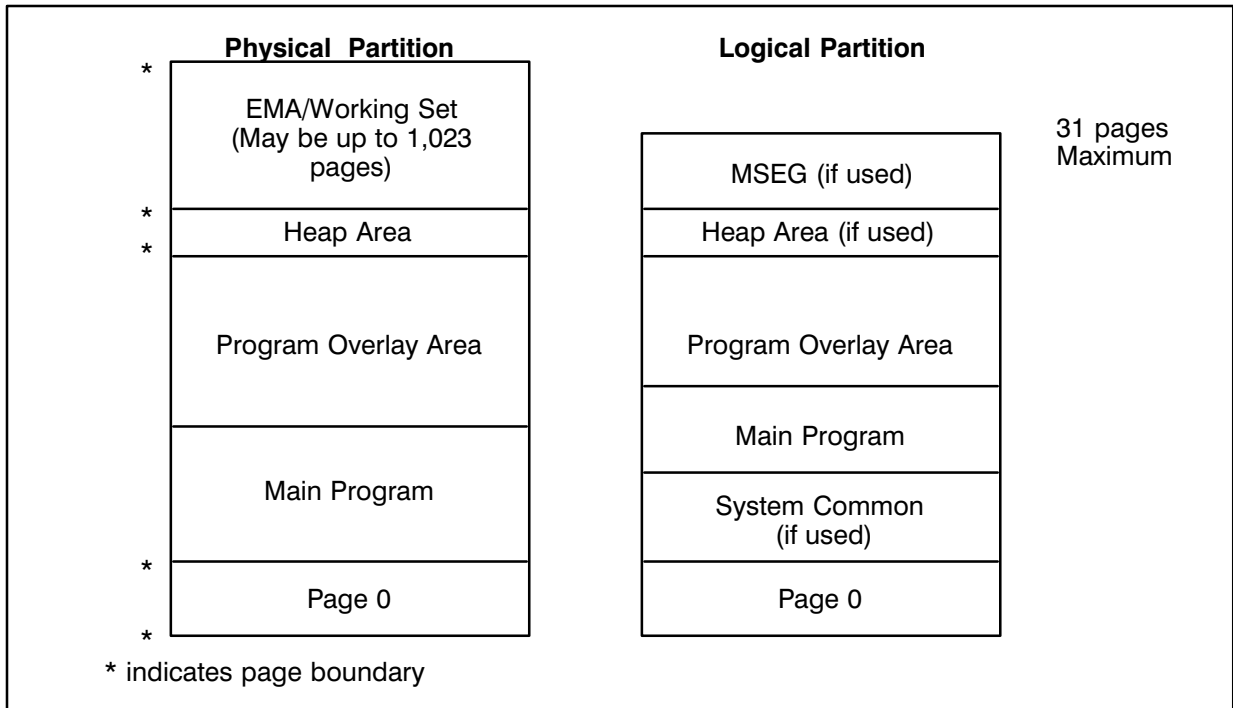 Physical Partition
*
EMA/Working Set
(May be up to 1,023
pages)
*
Heap Area
*
Program Overlay Area
Main Program
*
Page 0
*
* indicates page boundary
Logical Partition
31 pages
Maximum
MSEG (if used)
Heap Area (if used)
Program Overlay Area
Main Program
System Common
(if used)
Page 0